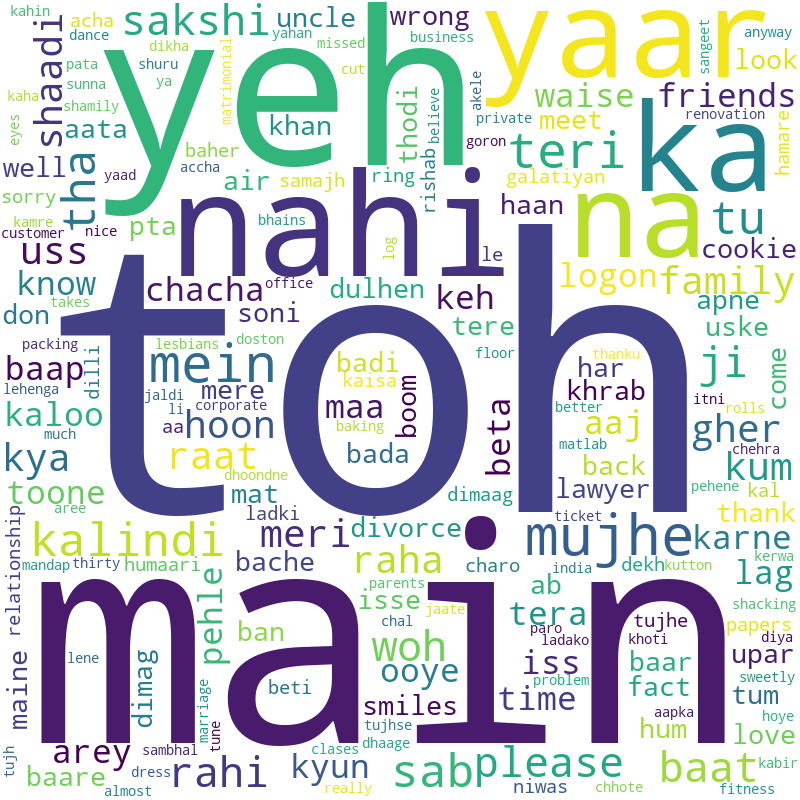 kahin acha sakshi uncle wrong yaar anyway
dance dikha yahan missed business sangeet look
pata shuru yeh cut
kaha sunna ya matrimonial
shaadi shamily khan thodi believe akele waise friends
eyes aata private meet ka renovation
baher accha rishab teri hamare
well yaad air samajh ring goron galatiyan
sorry tha nahi haan na tu
kamre pta bhains
customer nice uss log le cookie
know chacha office dulhen keh logon family
takes soni tere apne
don lesbians doston uske
packing mein badi floor thanku ji come
baap dilli kaisa har
lehenga jaldi mere boom khrab itni
kaloo li corporate maa beta better rolls
hoon aa baking aaj gher
much toh bada matlab chehra
kya raat dhoondne back kum
aree mat dimaag lawyer pehene kal
toone ladki ticket thank
kalindi meri divorce mujhe karne
mandap thirty humaari bache raha charo india dekh kutton kerwa
relationship pehle parents ab lag
isse jaate tera tujhe shacking
ban chal paro khoti papers diya
maine woh ladako baar upar
lene dimag main ooye iss fact sweetly
beti smiles time problem aapka tum
marriage tune tujhse hum hoye
arey sambhal clases dhaage love
tujh baare rahi kyun sab please baat kabir
dress really niwas chhote
almost fitness